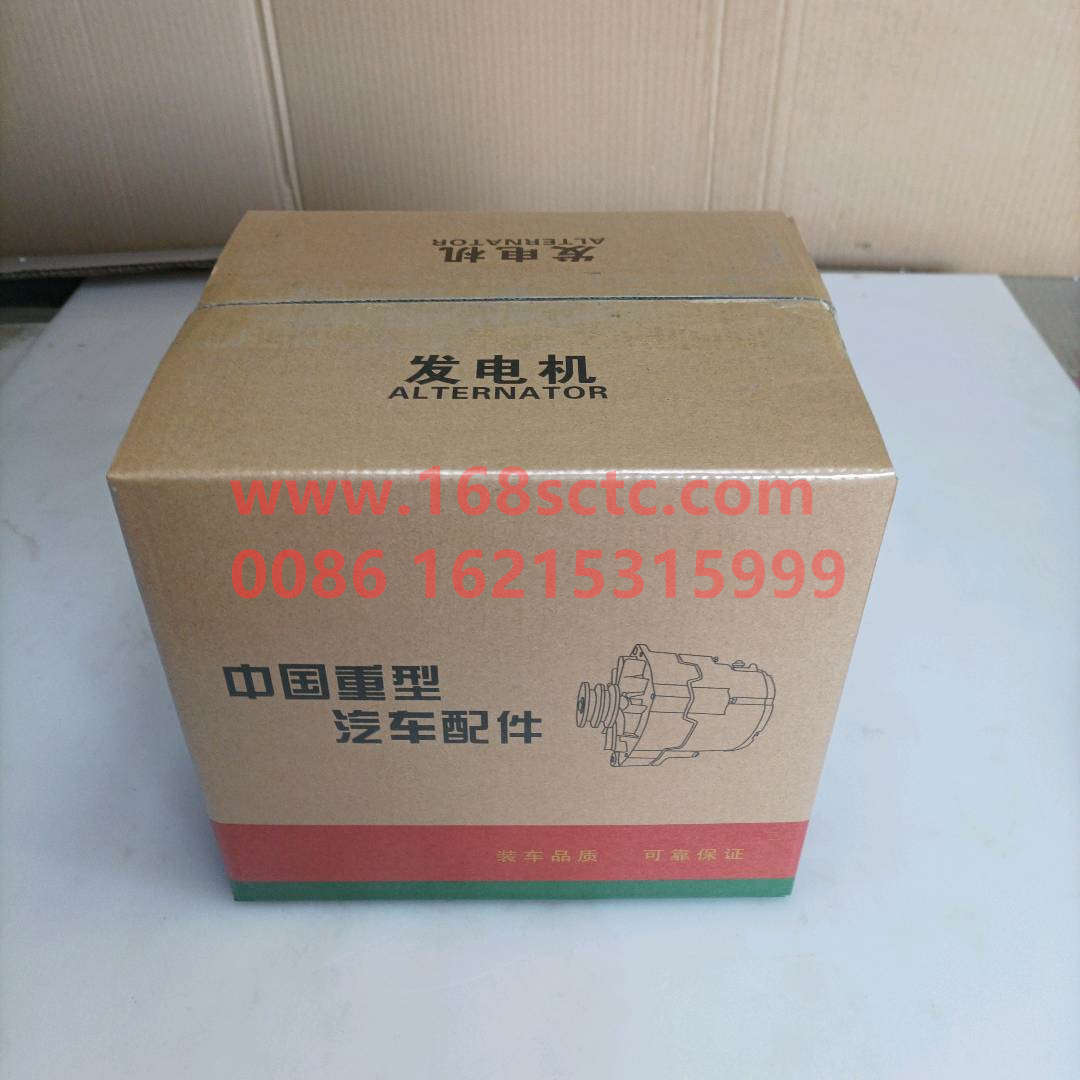 发电机
ALTERNATOR
发电机
ALTERNATOR
www.168sctc.com
0086 16215315999
中国重型
汽车配件
装车品质 可靠保证